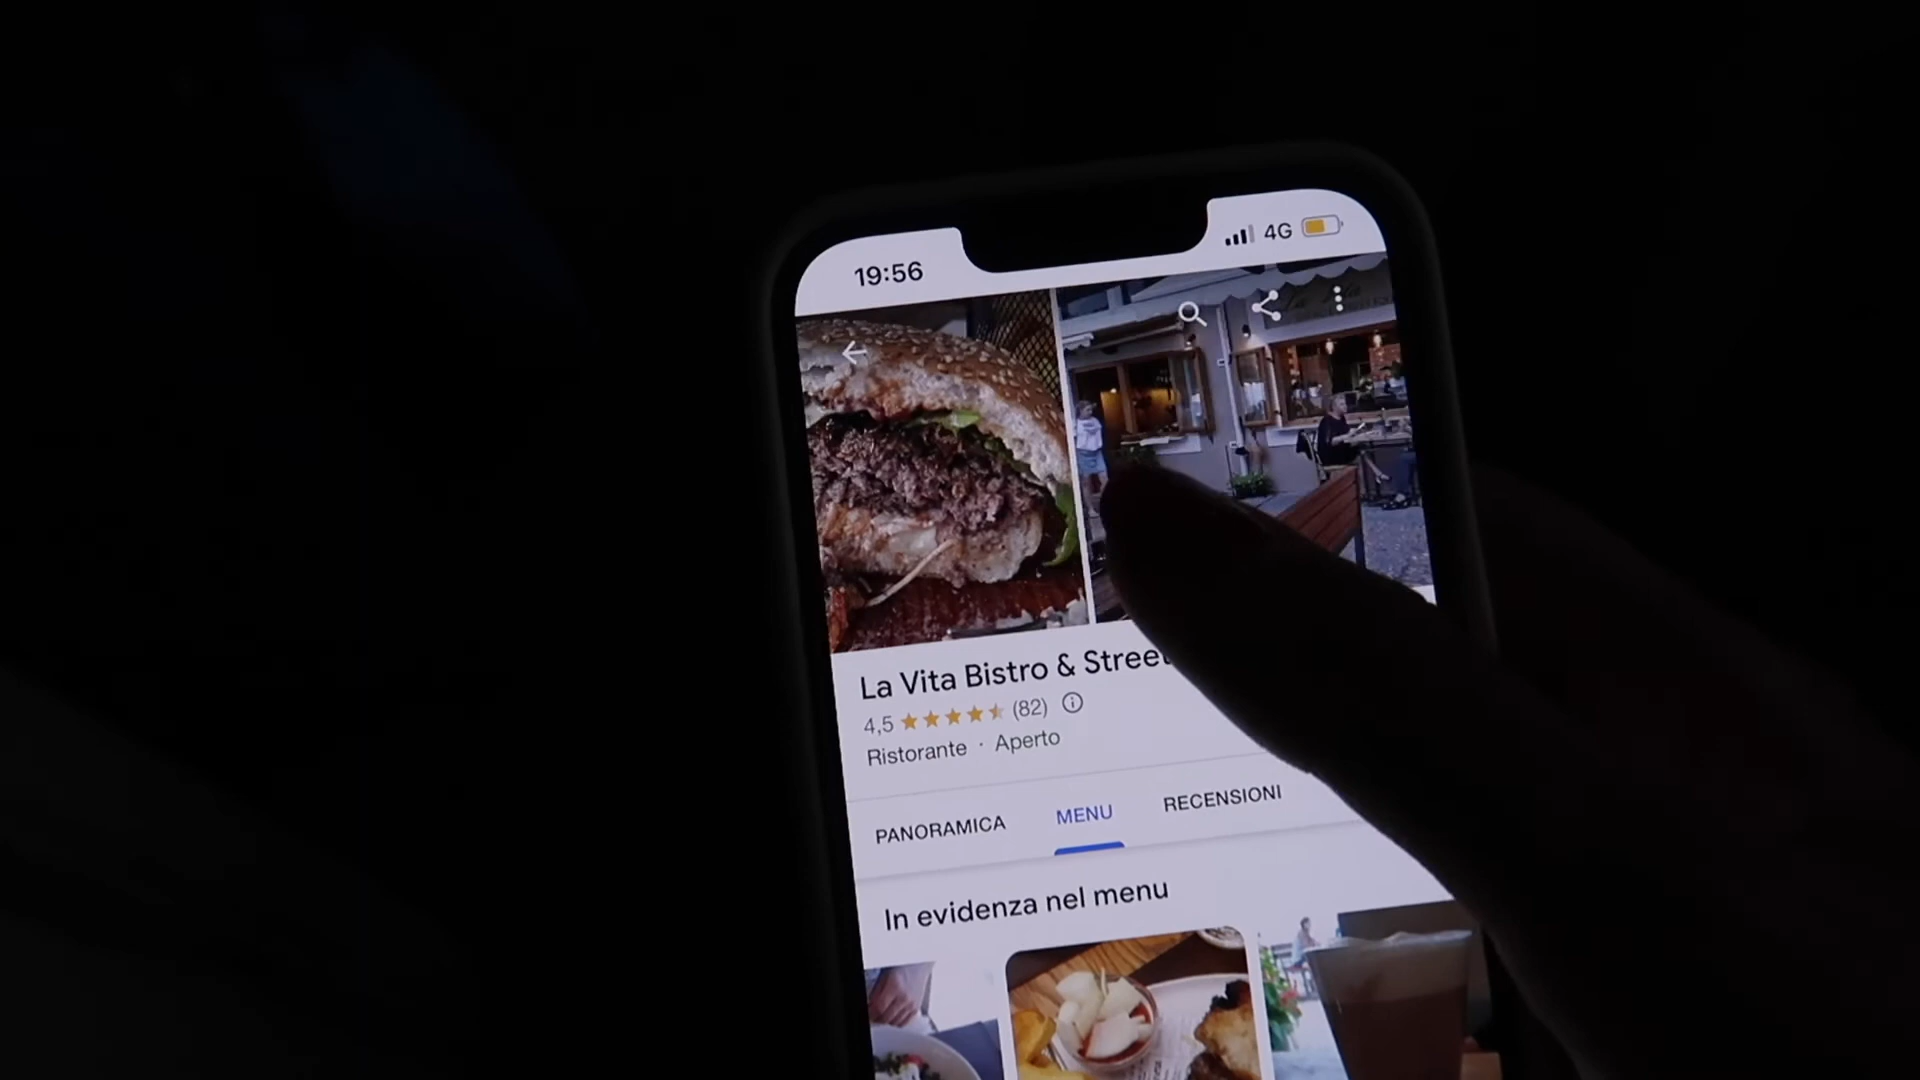 19:56
4G
La Vita Bistro & Street
4,5 (82)
Ristorante · Aperto
PANORAMICA MENU RECENSIONI
In evidenza nel menu